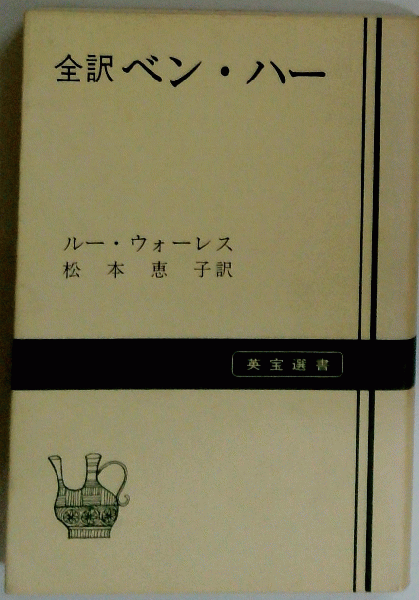 全訳 ベン・ハー
ルー・ウォーレス
松本恵子訳
英宝選書